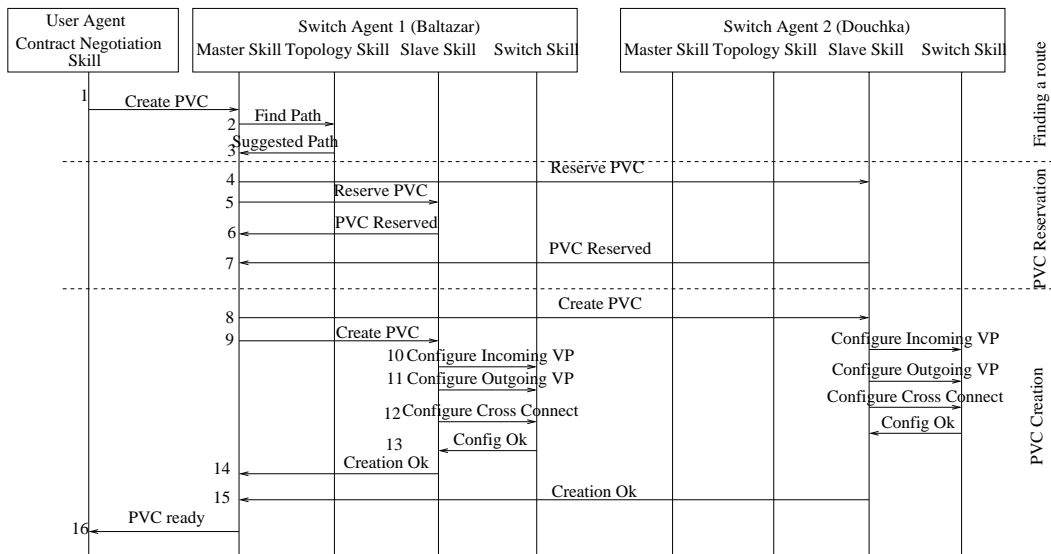 User Agent
Contract Negotiation
Skill
Switch Agent 1 (Baltazar)
Master Skill Topology Skill Slave Skill Switch Skill
Switch Agent 2 (Douchka)
Master Skill Topology Skill Slave Skill Switch Skill
Finding a route
1 Create PVC
2 Find Path
3 Suggested Path
PVC Reservation
4 Reserve PVC
5 Reserve PVC
6 PVC Reserved
7 PVC Reserved
PVC Creation
8 Create PVC
9 Create PVC
Configure Incoming VP
10 Configure Incoming VP
Configure Outgoing VP
11 Configure Outgoing VP
Configure Cross Connect
12 Configure Cross Connect
Config Ok
13 Config Ok
14 Creation Ok
15 Creation Ok
16 PVC ready